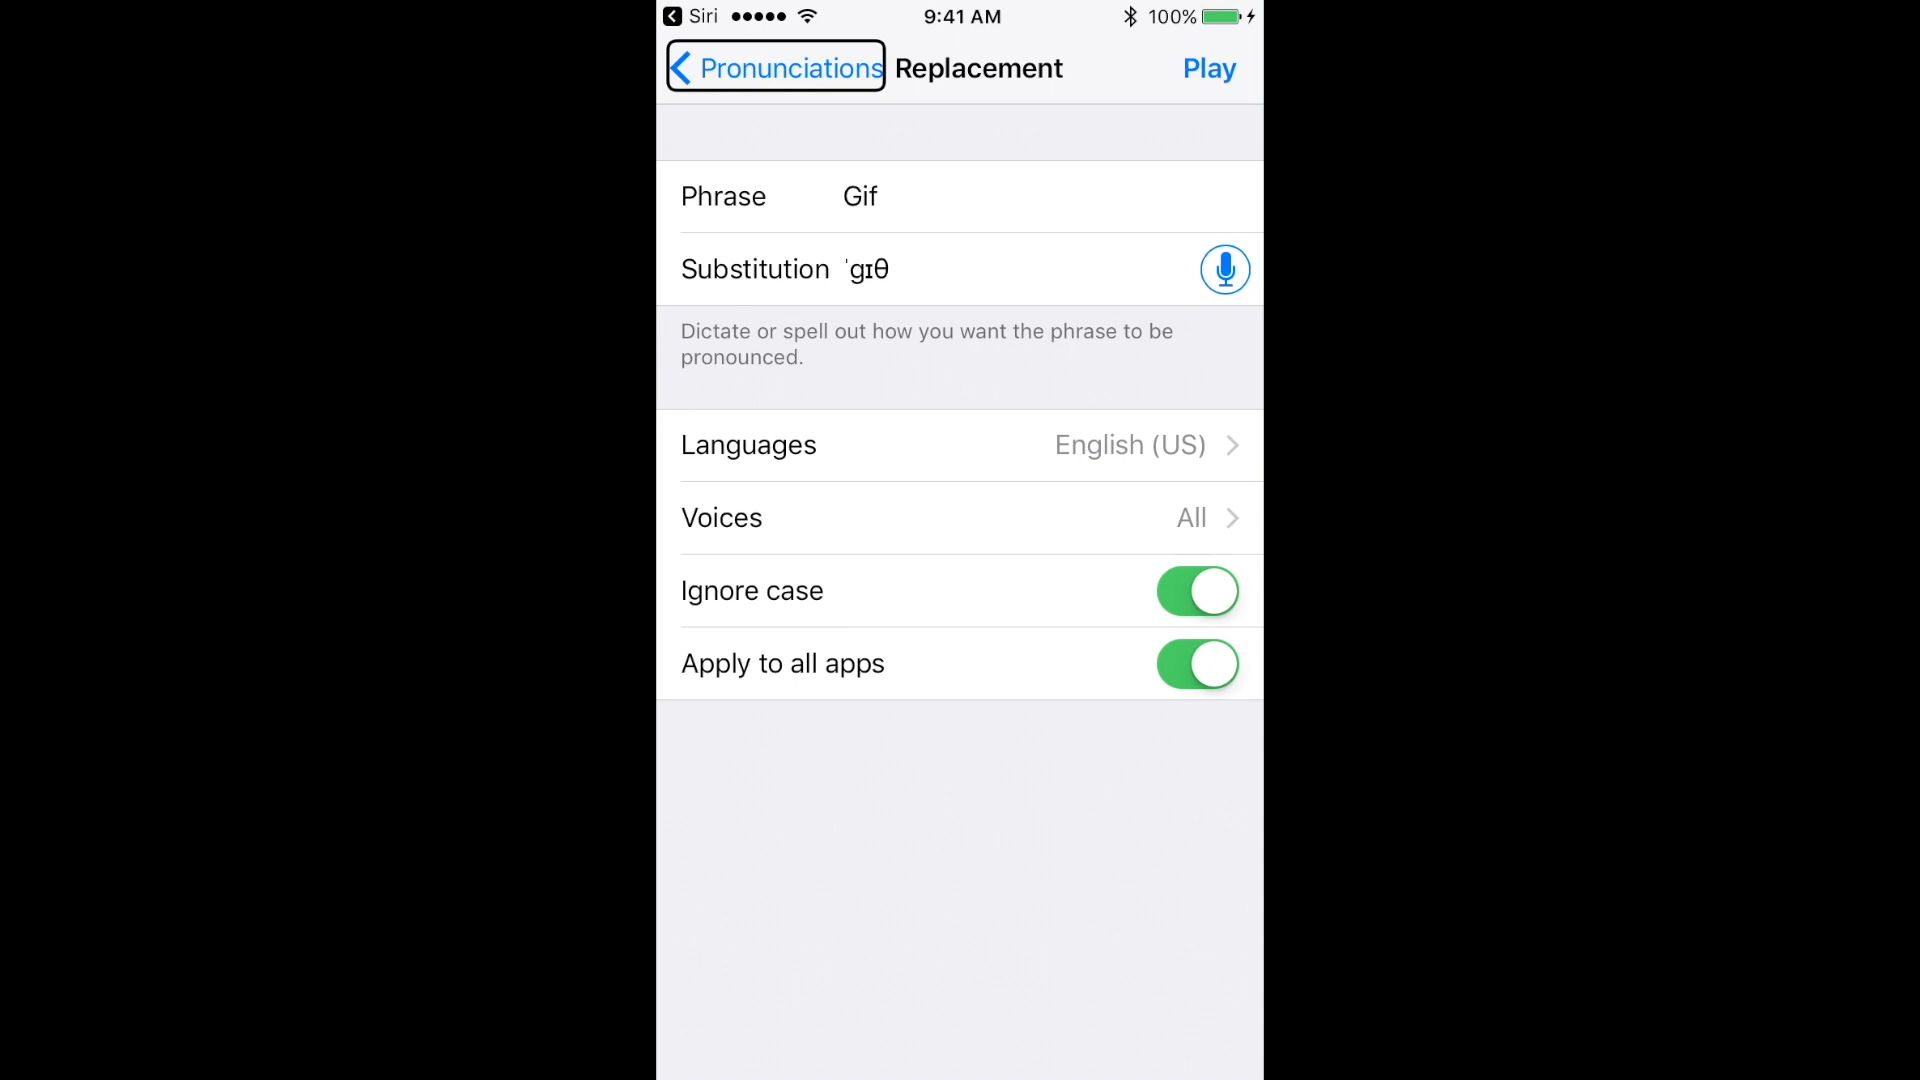 Siri 9:41 AM 100%
Pronunciations Replacement Play
Phrase Gif
Substitution ˈgɪθ
Dictate or spell out how you want the phrase to be
pronounced.
Languages English (US)
Voices All
Ignore case
Apply to all apps